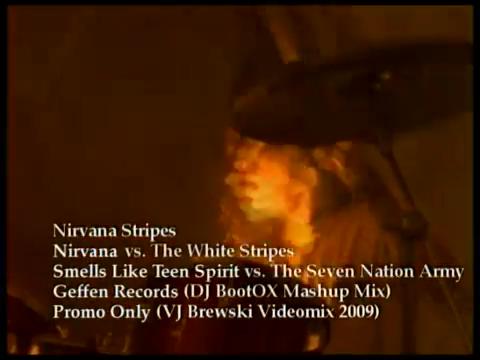 Nirvana Stripes
Nirvana vs. The White Stripes
Smells Like Teen Spirit vs. The Seven Nation Army
Geffen Records (DJ BootOX Mashup Mix)
Promo Only (VJ Brewski Videomix 2009)